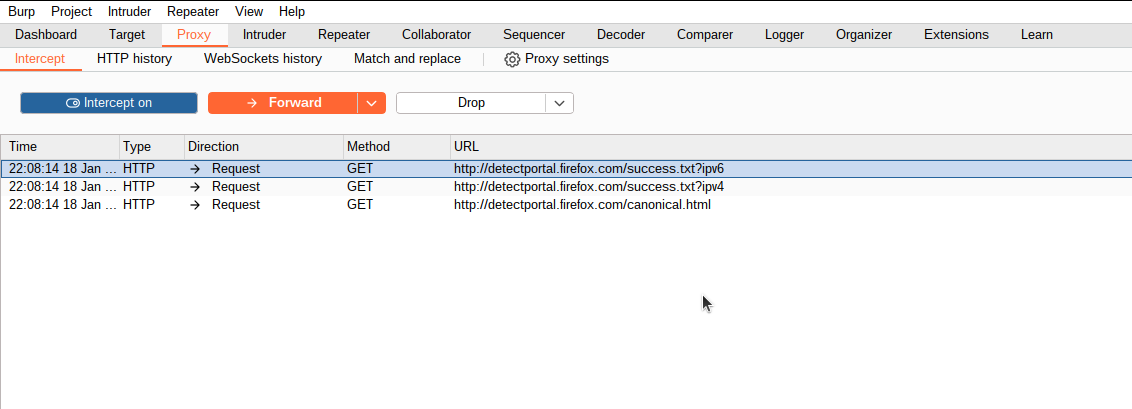 Burp Project Intruder Repeater View Help
Dashboard Target Proxy Intruder Repeater Collaborator Sequencer Decoder Comparer Logger Organizer Extensions Learn
Intercept HTTP history WebSockets history Match and replace Proxy settings
Intercept on Forward Drop
Time Type Direction Method URL
22:08:14 18 Jan ... HTTP → Request GET http://detectportal.firefox.com/success.txt?ipv6
22:08:14 18 Jan ... HTTP → Request GET http://detectportal.firefox.com/success.txt?ipv4
22:08:14 18 Jan ... HTTP → Request GET http://detectportal.firefox.com/canonical.html